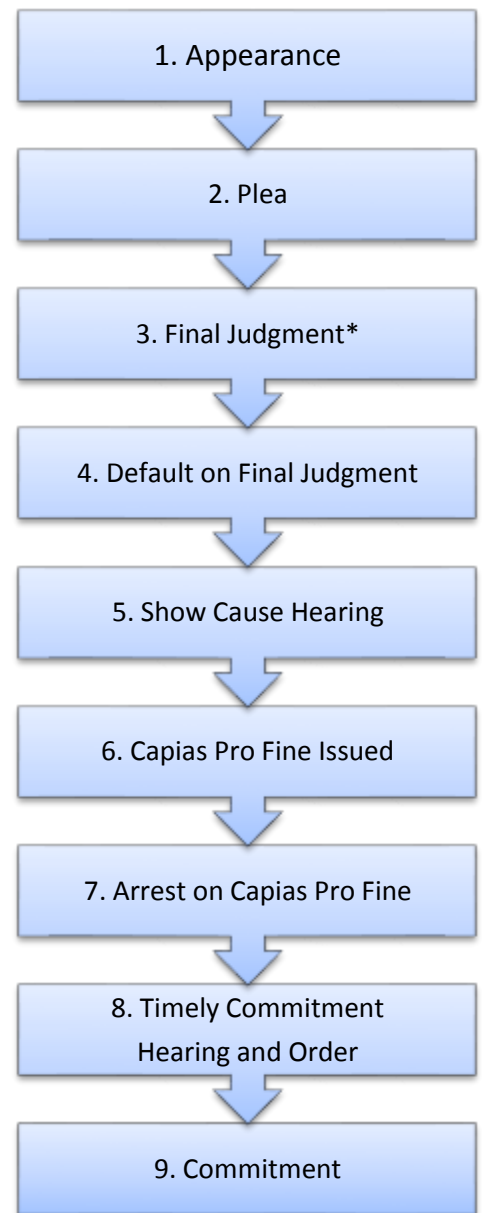 1. Appearance
2. Plea
3. Final Judgment*
4. Default on Final Judgment
5. Show Cause Hearing
6. Capias Pro Fine Issued
7. Arrest on Capias Pro Fine
8. Timely Commitment
Hearing and Order
9. Commitment